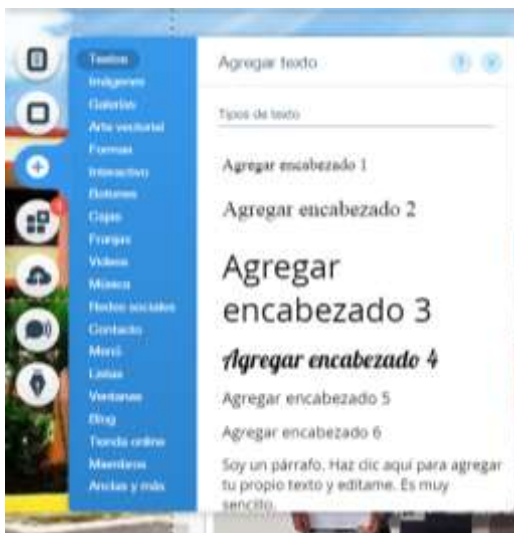 Textos
Imágenes
Galerías
Arte vectorial
Formas
Interactivo
Botones
Cajas
Franjas
Videos
Música
Redes sociales
Contacto
Menú
Listas
Ventanas
Blog
Tienda online
Miembros
Anclas y más
Agregar texto
?
x
Tipos de texto
Agregar encabezado 1
Agregar encabezado 2
Agregar
encabezado 3
Agregar encabezado 4
Agregar encabezado 5
Agregar encabezado 6
Soy un párrafo. Haz clic aquí para agregar
tu propio texto y edítame. Es muy
sencillo.